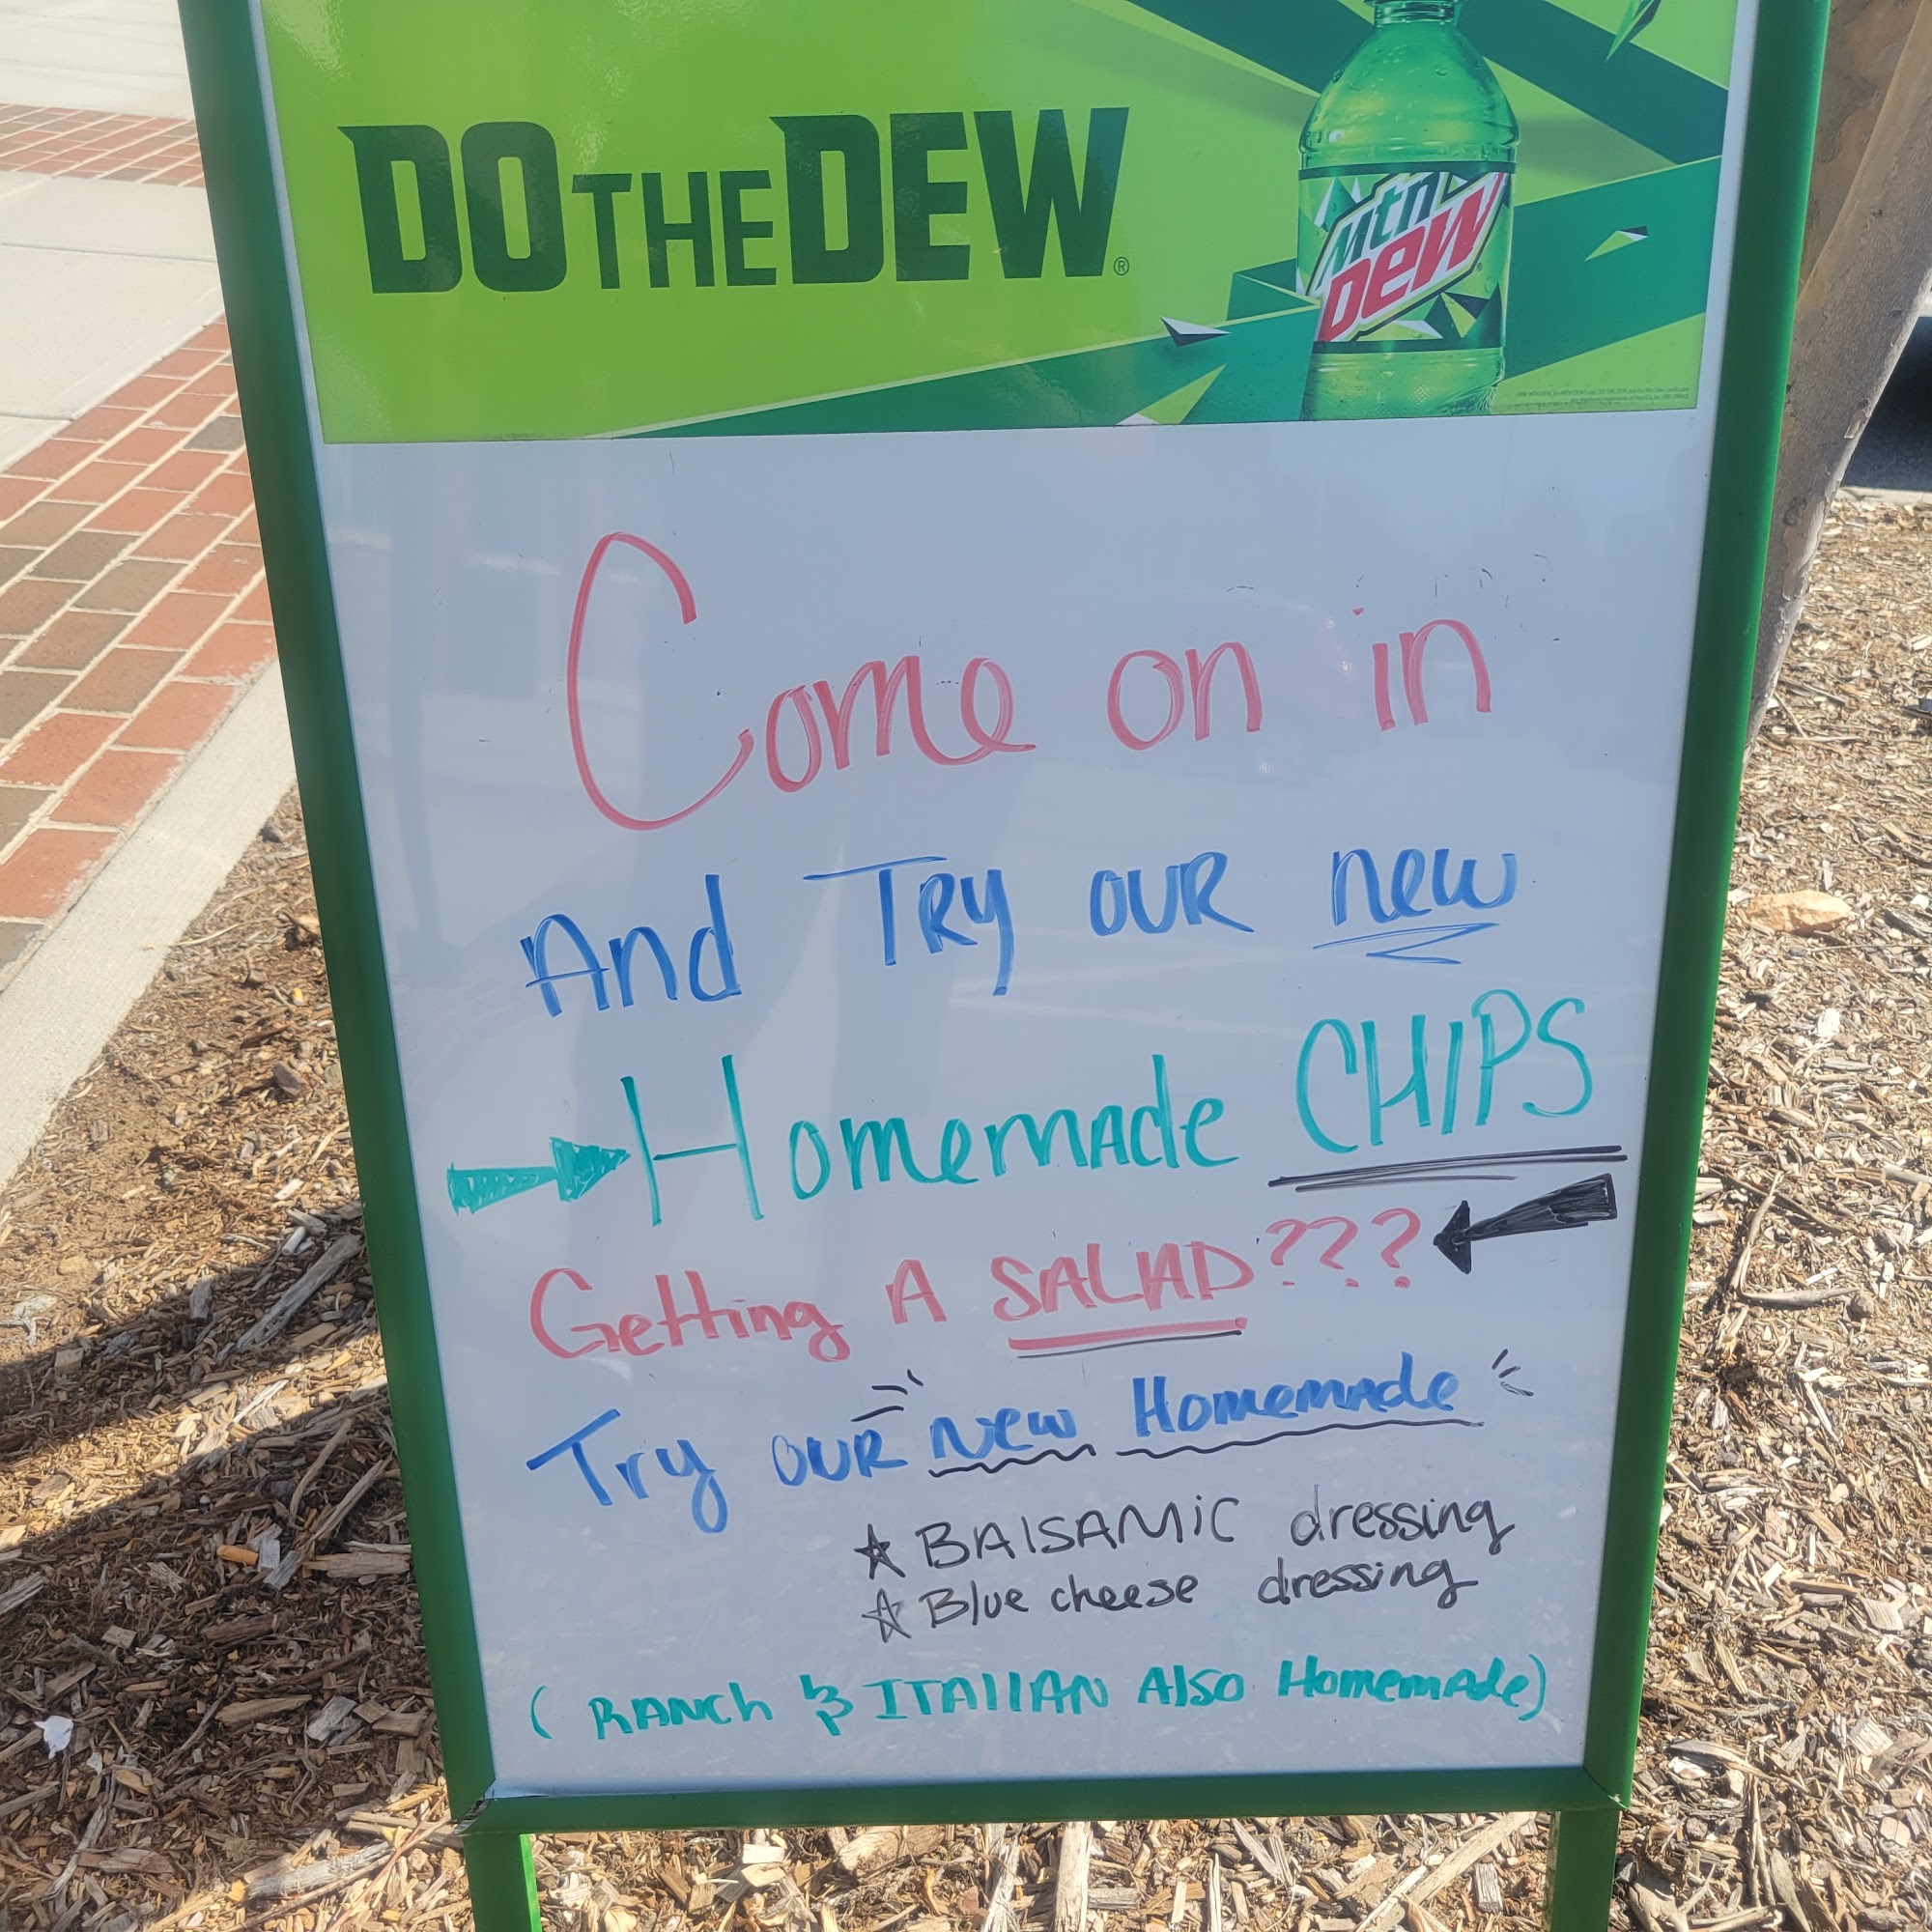 DO THE DEW®
Mtn
DEW
Come on in
And TRY OUR new
Homemade CHIPS
Getting A SALAD???
Try OUR New Homemade
BAlSAMiC dressing
Blue cheese dressing
( RANCh & ITAlIAN AlSO HomemAde)